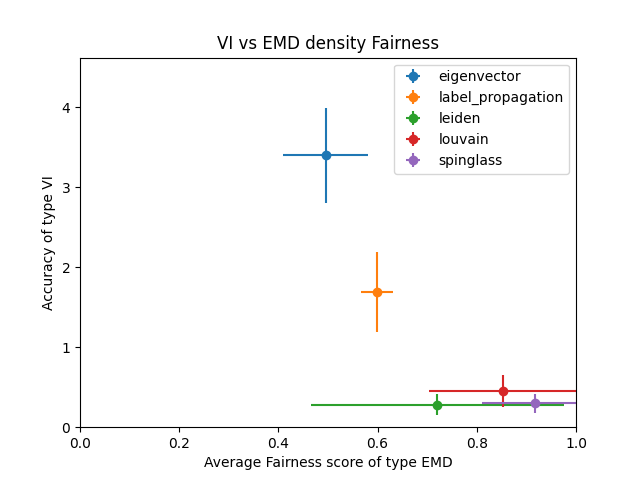 VI vs EMD density Fairness
eigenvector
label_propagation
leiden
louvain
spinglass
Accuracy of type VI
4
3
2
1
0
0.0 0.2 0.4 0.6 0.8 1.0
Average Fairness score of type EMD